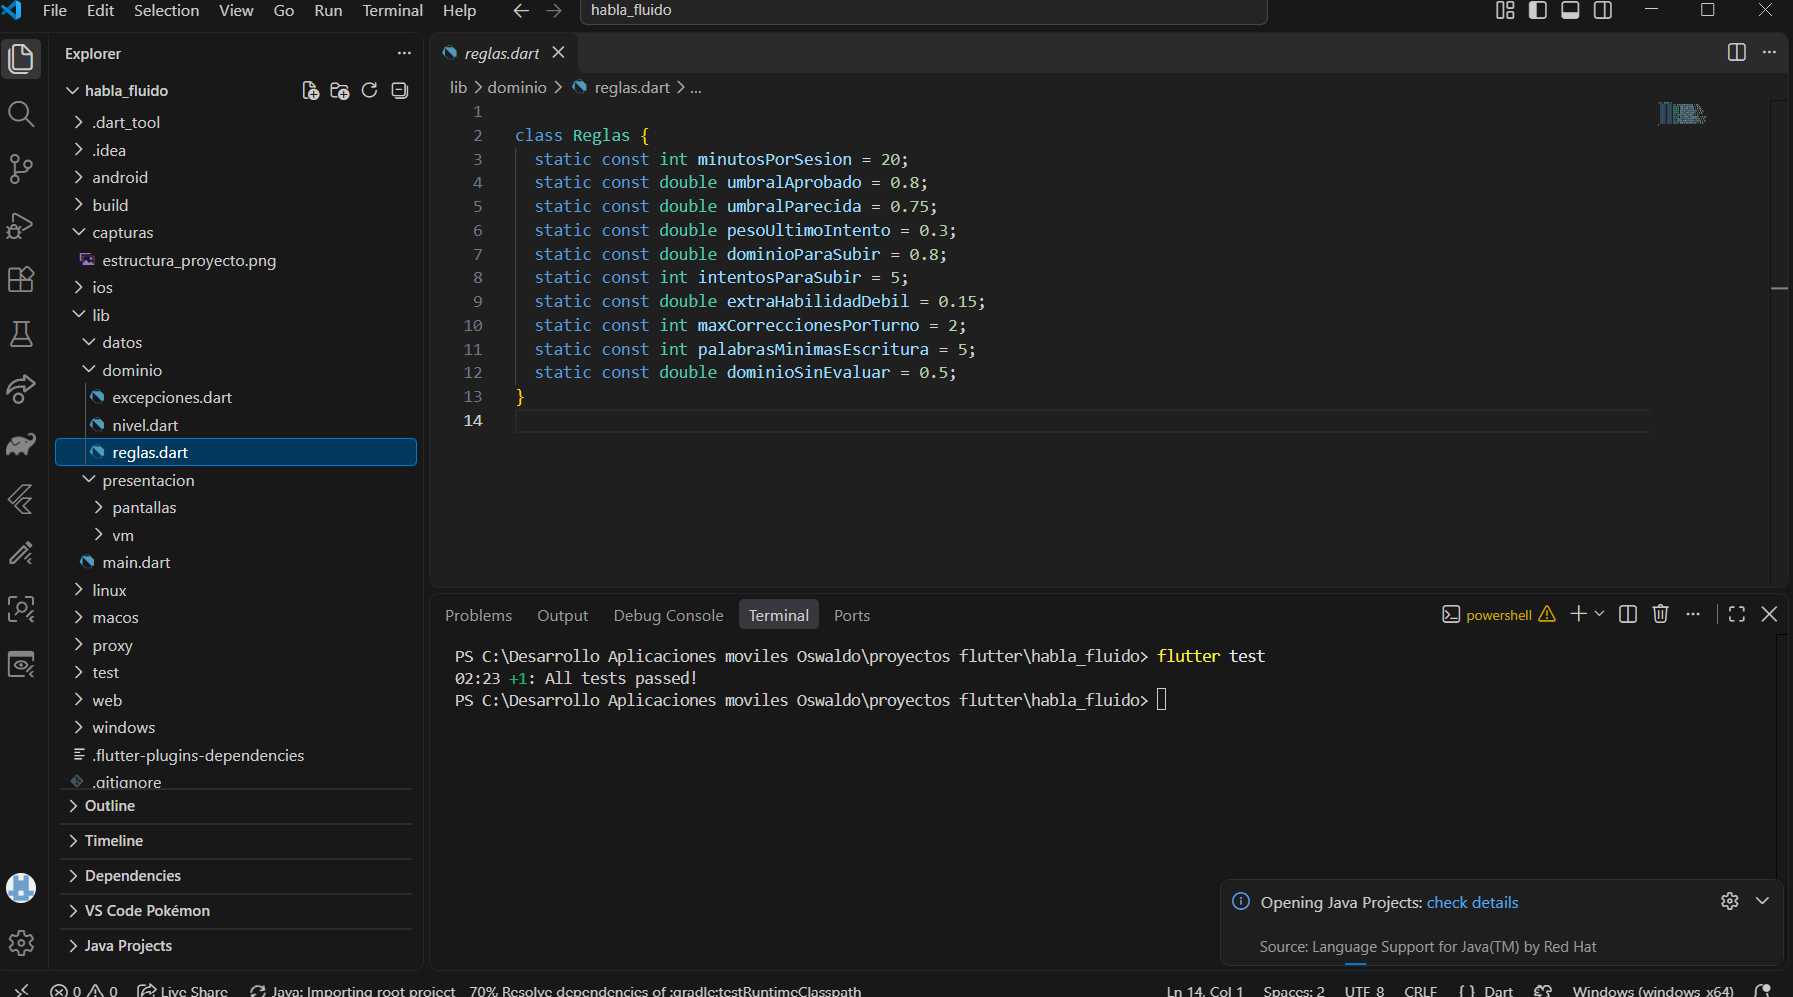 File Edit Selection View Go Run Terminal Help
habla_fluido
Explorer
habla_fluido
.dart_tool
.idea
android
build
capturas
estructura_proyecto.png
ios
lib
datos
dominio
excepciones.dart
nivel.dart
reglas.dart
presentacion
pantallas
vm
main.dart
linux
macos
proxy
test
web
windows
.flutter-plugins-dependencies
.gitignore
Outline
Timeline
Dependencies
VS Code Pokémon
Java Projects
reglas.dart
lib > dominio > reglas.dart > ...
1
2 class Reglas {
3 static const int minutosPorSesion = 20;
4 static const double umbralAprobado = 0.8;
5 static const double umbralParecida = 0.75;
6 static const double pesoUltimoIntento = 0.3;
7 static const double dominioParaSubir = 0.8;
8 static const int intentosParaSubir = 5;
9 static const double extraHabilidadDebil = 0.15;
10 static const int maxCorreccionesPorTurno = 2;
11 static const int palabrasMinimasEscritura = 5;
12 static const double dominioSinEvaluar = 0.5;
13 }
14
Problems Output Debug Console Terminal Ports
powershell
PS C:\Desarrollo Aplicaciones moviles Oswaldo\proyectos flutter\habla_fluido> flutter test
02:23 +1: All tests passed!
PS C:\Desarrollo Aplicaciones moviles Oswaldo\proyectos flutter\habla_fluido>
Opening Java Projects: check details
Source: Language Support for Java(TM) by Red Hat
0 0 Live Share Java: Importing root project 70% Resolve dependencies of :gradle:testRuntimeClasspath
Ln 14, Col 1 Spaces: 2 UTF 8 CRLF {} Dart Windows (windows x64)